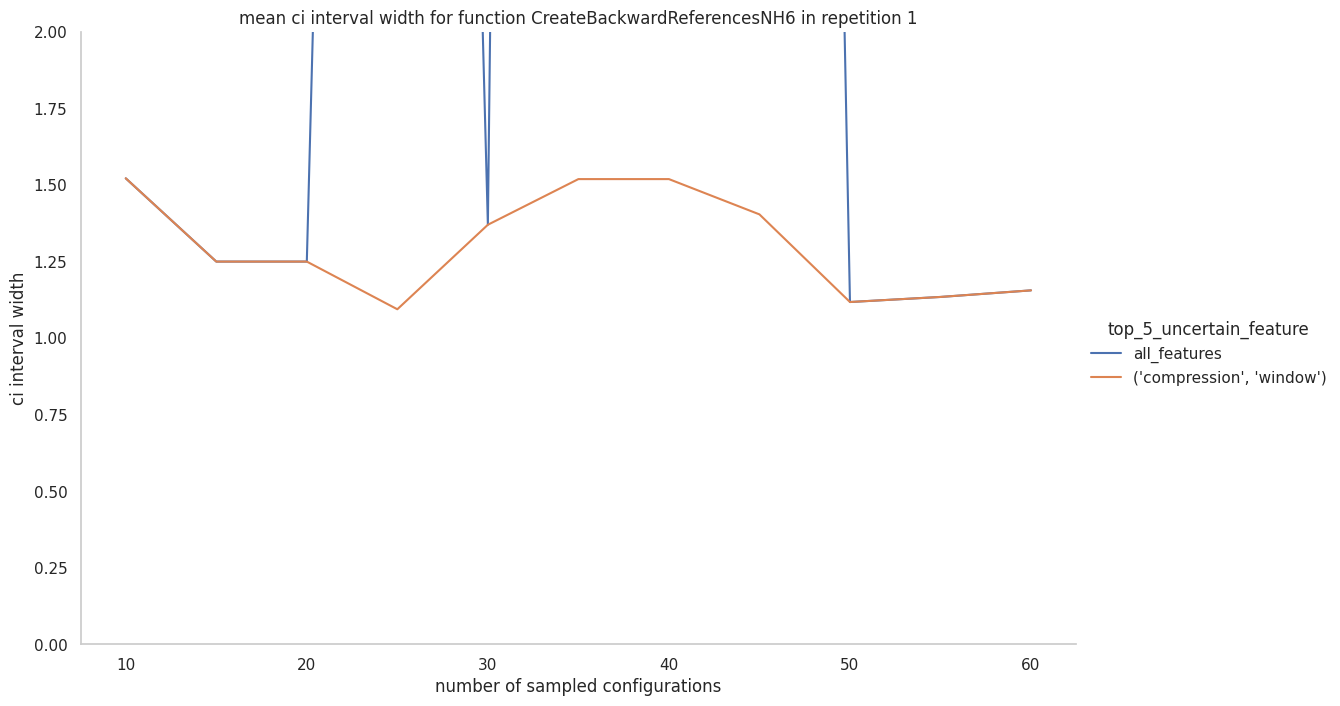 mean ci interval width for function CreateBackwardReferencesNH6 in repetition 1
2.00
1.75
1.50
1.25
1.00
0.75
0.50
0.25
0.00
ci interval width
10
20
30
40
50
60
number of sampled configurations
top_5_uncertain_feature
all_features
('compression', 'window')